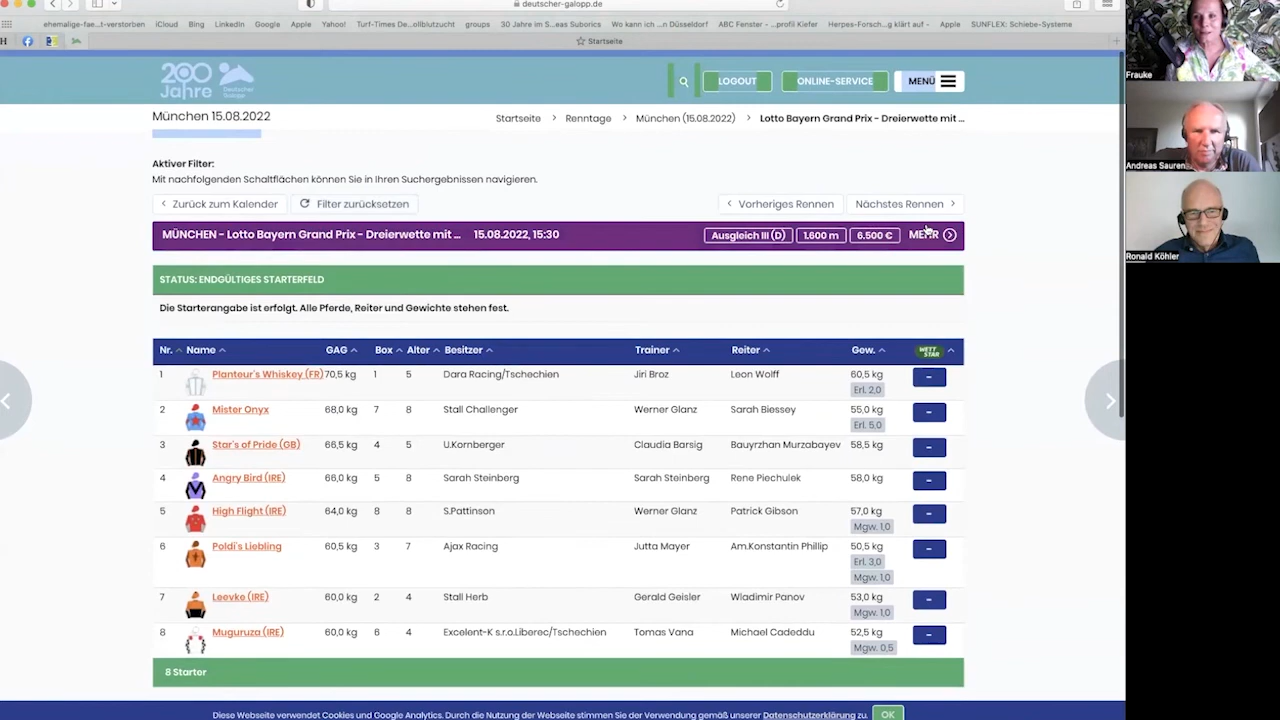 deutscher-galopp.de
ehemalige-fae...t-verstorben iCloud Bing LinkedIn Google Apple Yahoo! Turf-Times De...ollblutzucht groups 30 Jahre im S...eas Suborics Wo kann ich ...n Düsseldorf ABC Fenster - ...profil Kiefer Herpes-Forsch...g klärt auf - Apple SUNFLEX: Schiebe-Systeme
H Startseite
200 Jahre Deutscher Galopp
LOGOUT ONLINE-SERVICE MENÜ
München 15.08.2022
Startseite > Renntage > München (15.08.2022) > Lotto Bayern Grand Prix - Dreierwette mit ...
Aktiver Filter:
Mit nachfolgenden Schaltflächen können Sie in Ihren Suchergebnissen navigieren.
Zurück zum Kalender Filter zurücksetzen Vorheriges Rennen Nächstes Rennen
MÜNCHEN - Lotto Bayern Grand Prix - Dreierwette mit ... 15.08.2022, 15:30 Ausgleich III (D) 1.600 m 6.500 € MEHR
STATUS: ENDGÜLTIGES STARTERFELD
Die Starterangabe ist erfolgt. Alle Pferde, Reiter und Gewichte stehen fest.
Nr. Name GAG Box Alter Besitzer Trainer Reiter Gew. WETTSTAR
1 Planteur's Whiskey (FR) 70,5 kg 1 5 Dara Racing/Tschechien Jiri Broz Leon Wolff 60,5 kg -
Erl. 2,0
2 Mister Onyx 68,0 kg 7 8 Stall Challenger Werner Glanz Sarah Biessey 55,0 kg -
Erl. 5,0
3 Star's of Pride (GB) 66,5 kg 4 5 U.Kornberger Claudia Barsig Bauyrzhan Murzabayev 58,5 kg -
4 Angry Bird (IRE) 66,0 kg 5 8 Sarah Steinberg Sarah Steinberg Rene Piechulek 58,0 kg -
5 High Flight (IRE) 64,0 kg 8 8 S.Pattinson Werner Glanz Patrick Gibson 57,0 kg -
Mgw. 1,0
6 Poldi's Liebling 60,5 kg 3 7 Ajax Racing Jutta Mayer Am.Konstantin Phillip 50,5 kg -
Erl. 3,0
Mgw. 1,0
7 Leevke (IRE) 60,0 kg 2 4 Stall Herb Gerald Geisler Wladimir Panov 53,0 kg -
Mgw. 1,0
8 Muguruza (IRE) 60,0 kg 6 4 Excelent-K s.r.o.Liberec/Tschechien Tomas Vana Michael Cadeddu 52,5 kg -
Mgw. 0,5
8 Starter
Diese Webseite verwendet Cookies und Google Analytics. Durch die Nutzung der Webseite stimmen Sie der Verwendung gemäß unserer Datenschutzerklärung zu. OK
Frauke
Andreas Sauren
Ronald Köhler